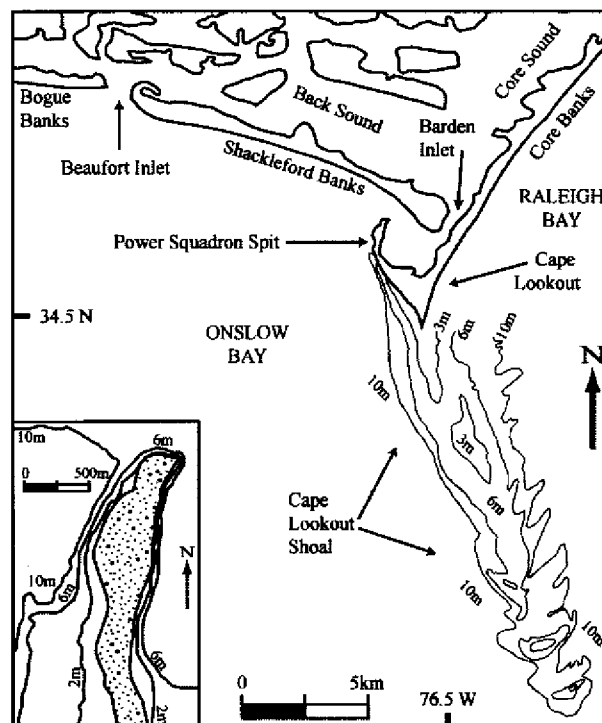 Bogue
Banks
Beaufort Inlet
Back Sound
Shackleford Banks
Barden
Inlet
Core Sound
Core Banks
RALEIGH
BAY
Power Squadron Spit
Cape
Lookout
34.5 N
ONSLOW
BAY
3m
6m
10m
N
10m
3m
Cape
Lookout
Shoal
6m
10m
10m
10m
6m
0 500m
N
10m
6m
6m
2m
2m
0 5km
76.5 W